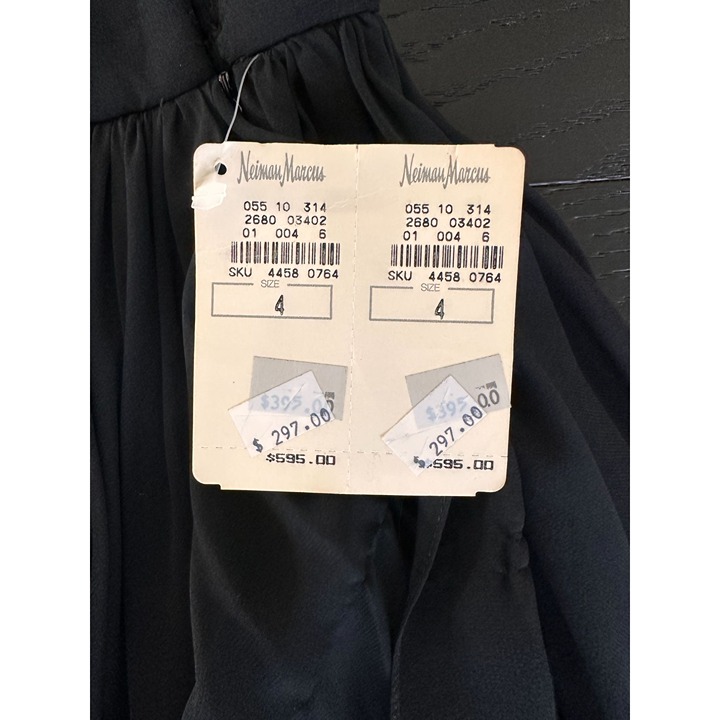 Neiman Marcus
055 10 314
2680 03402
01 004 6
SKU 4458 0764
SIZE
4
$395.00
$ 297.00
$595.00
Neiman Marcus
055 10 314
2680 03402
01 004 6
SKU 4458 0764
SIZE
4
$395 .00
297.00
$595.00